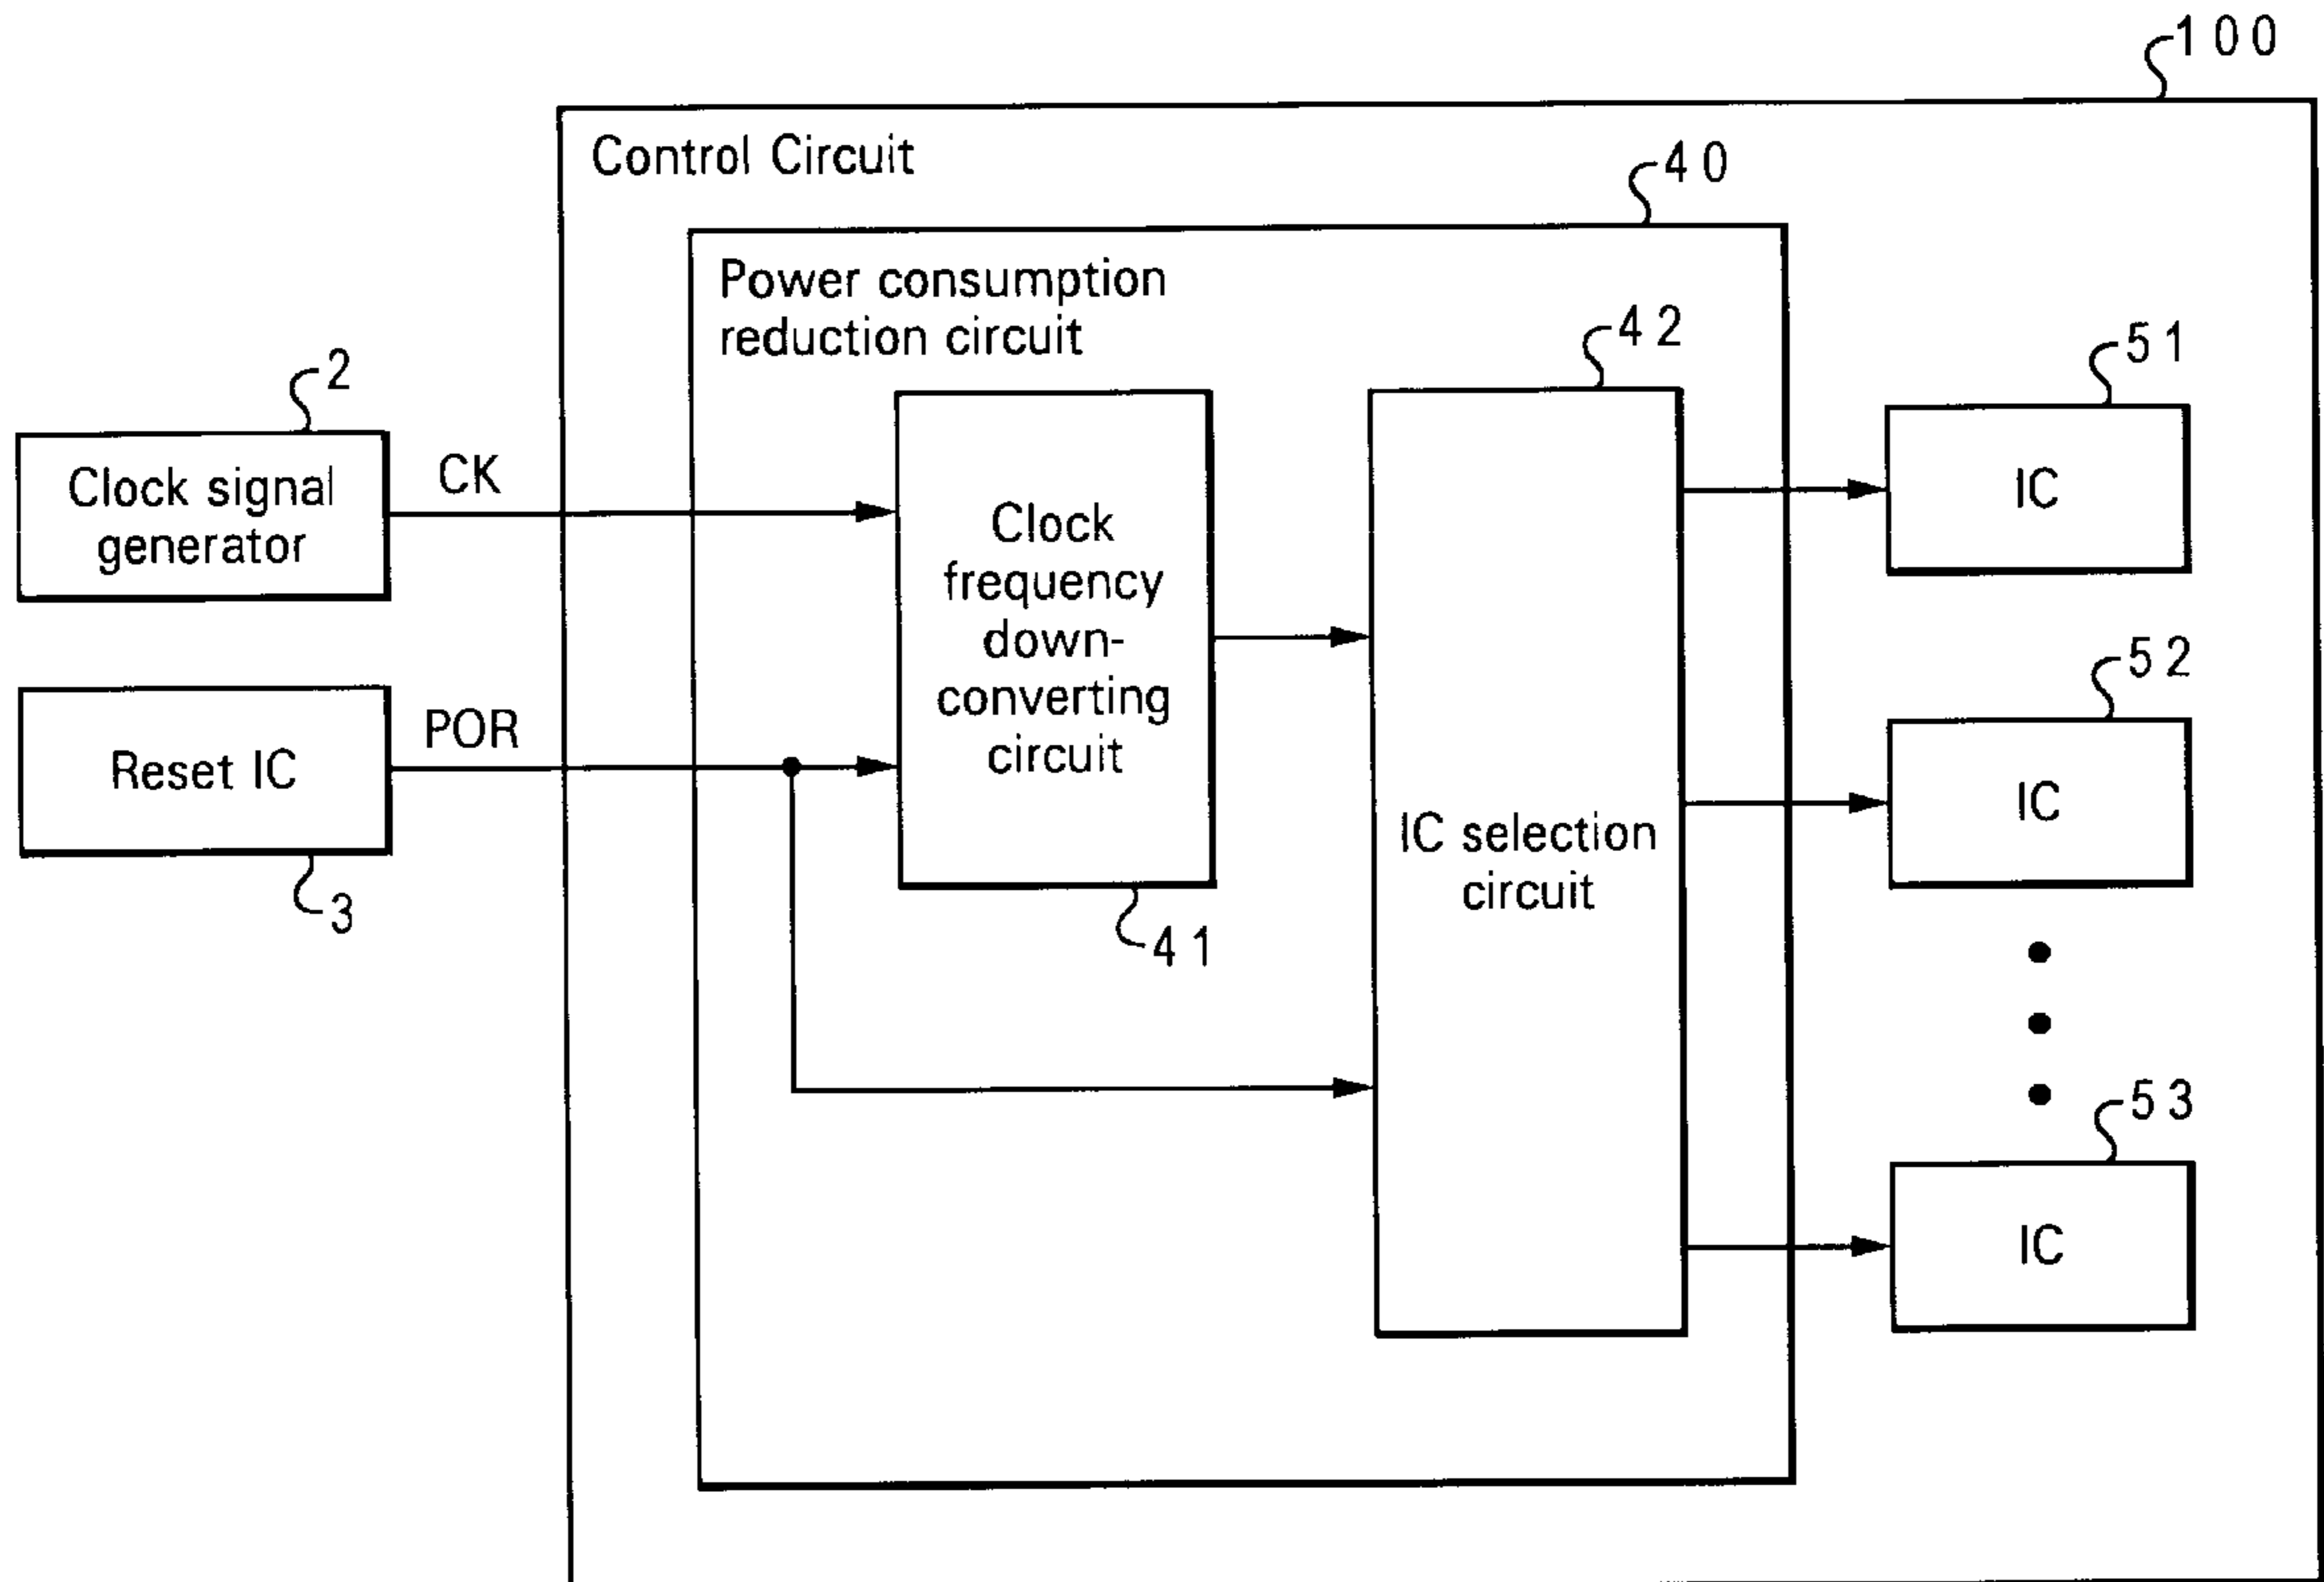 100
Control Circuit
40
Power consumption
reduction circuit
42
51
2
Clock signal
generator
CK
Clock
frequency
down-
converting
circuit
IC
52
Reset IC
POR
IC selection
circuit
IC
3
41
53
IC